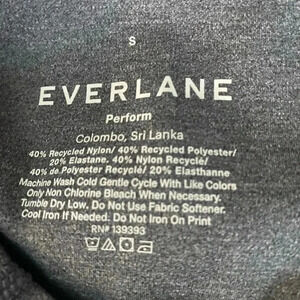 S
EVERLANE
Perform
Colombo, Sri Lanka
40% Recycled Nylon/ 40% Recycled Polyester/
20% Elastane. 40% Nylon Recyclé/
40% de Polyester Recyclé/ 20% Elasthanne
Machine Wash Cold Gentle Cycle With Like Colors
Only Non Chlorine Bleach When Necessary.
Tumble Dry Low, Do Not Use Fabric Softener.
Cool Iron If Needed. Do Not Iron On Print
RN# 139393